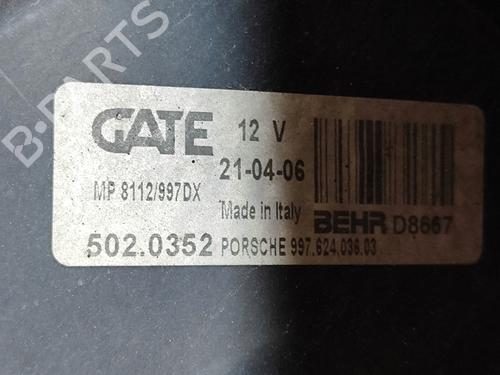 B-PARTS
GATE 12 V
21-04-06
MP 8112/997DX
Made in Italy
BEHR D8667
502.0352 PORSCHE 997.624.036.03